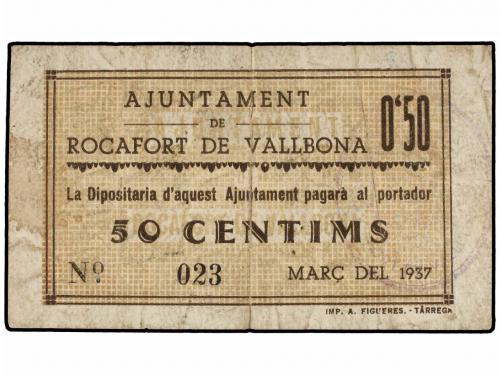 AJUNTAMENT
DE
ROCAFORT DE VALLBONA
0'50
La Dipositaria d'aquest Ajuntament pagarà al portador
50 CENTIMS
Nº 023 MARÇ DEL 1937
IMP. A. FIGUERES. - TÀRREGA